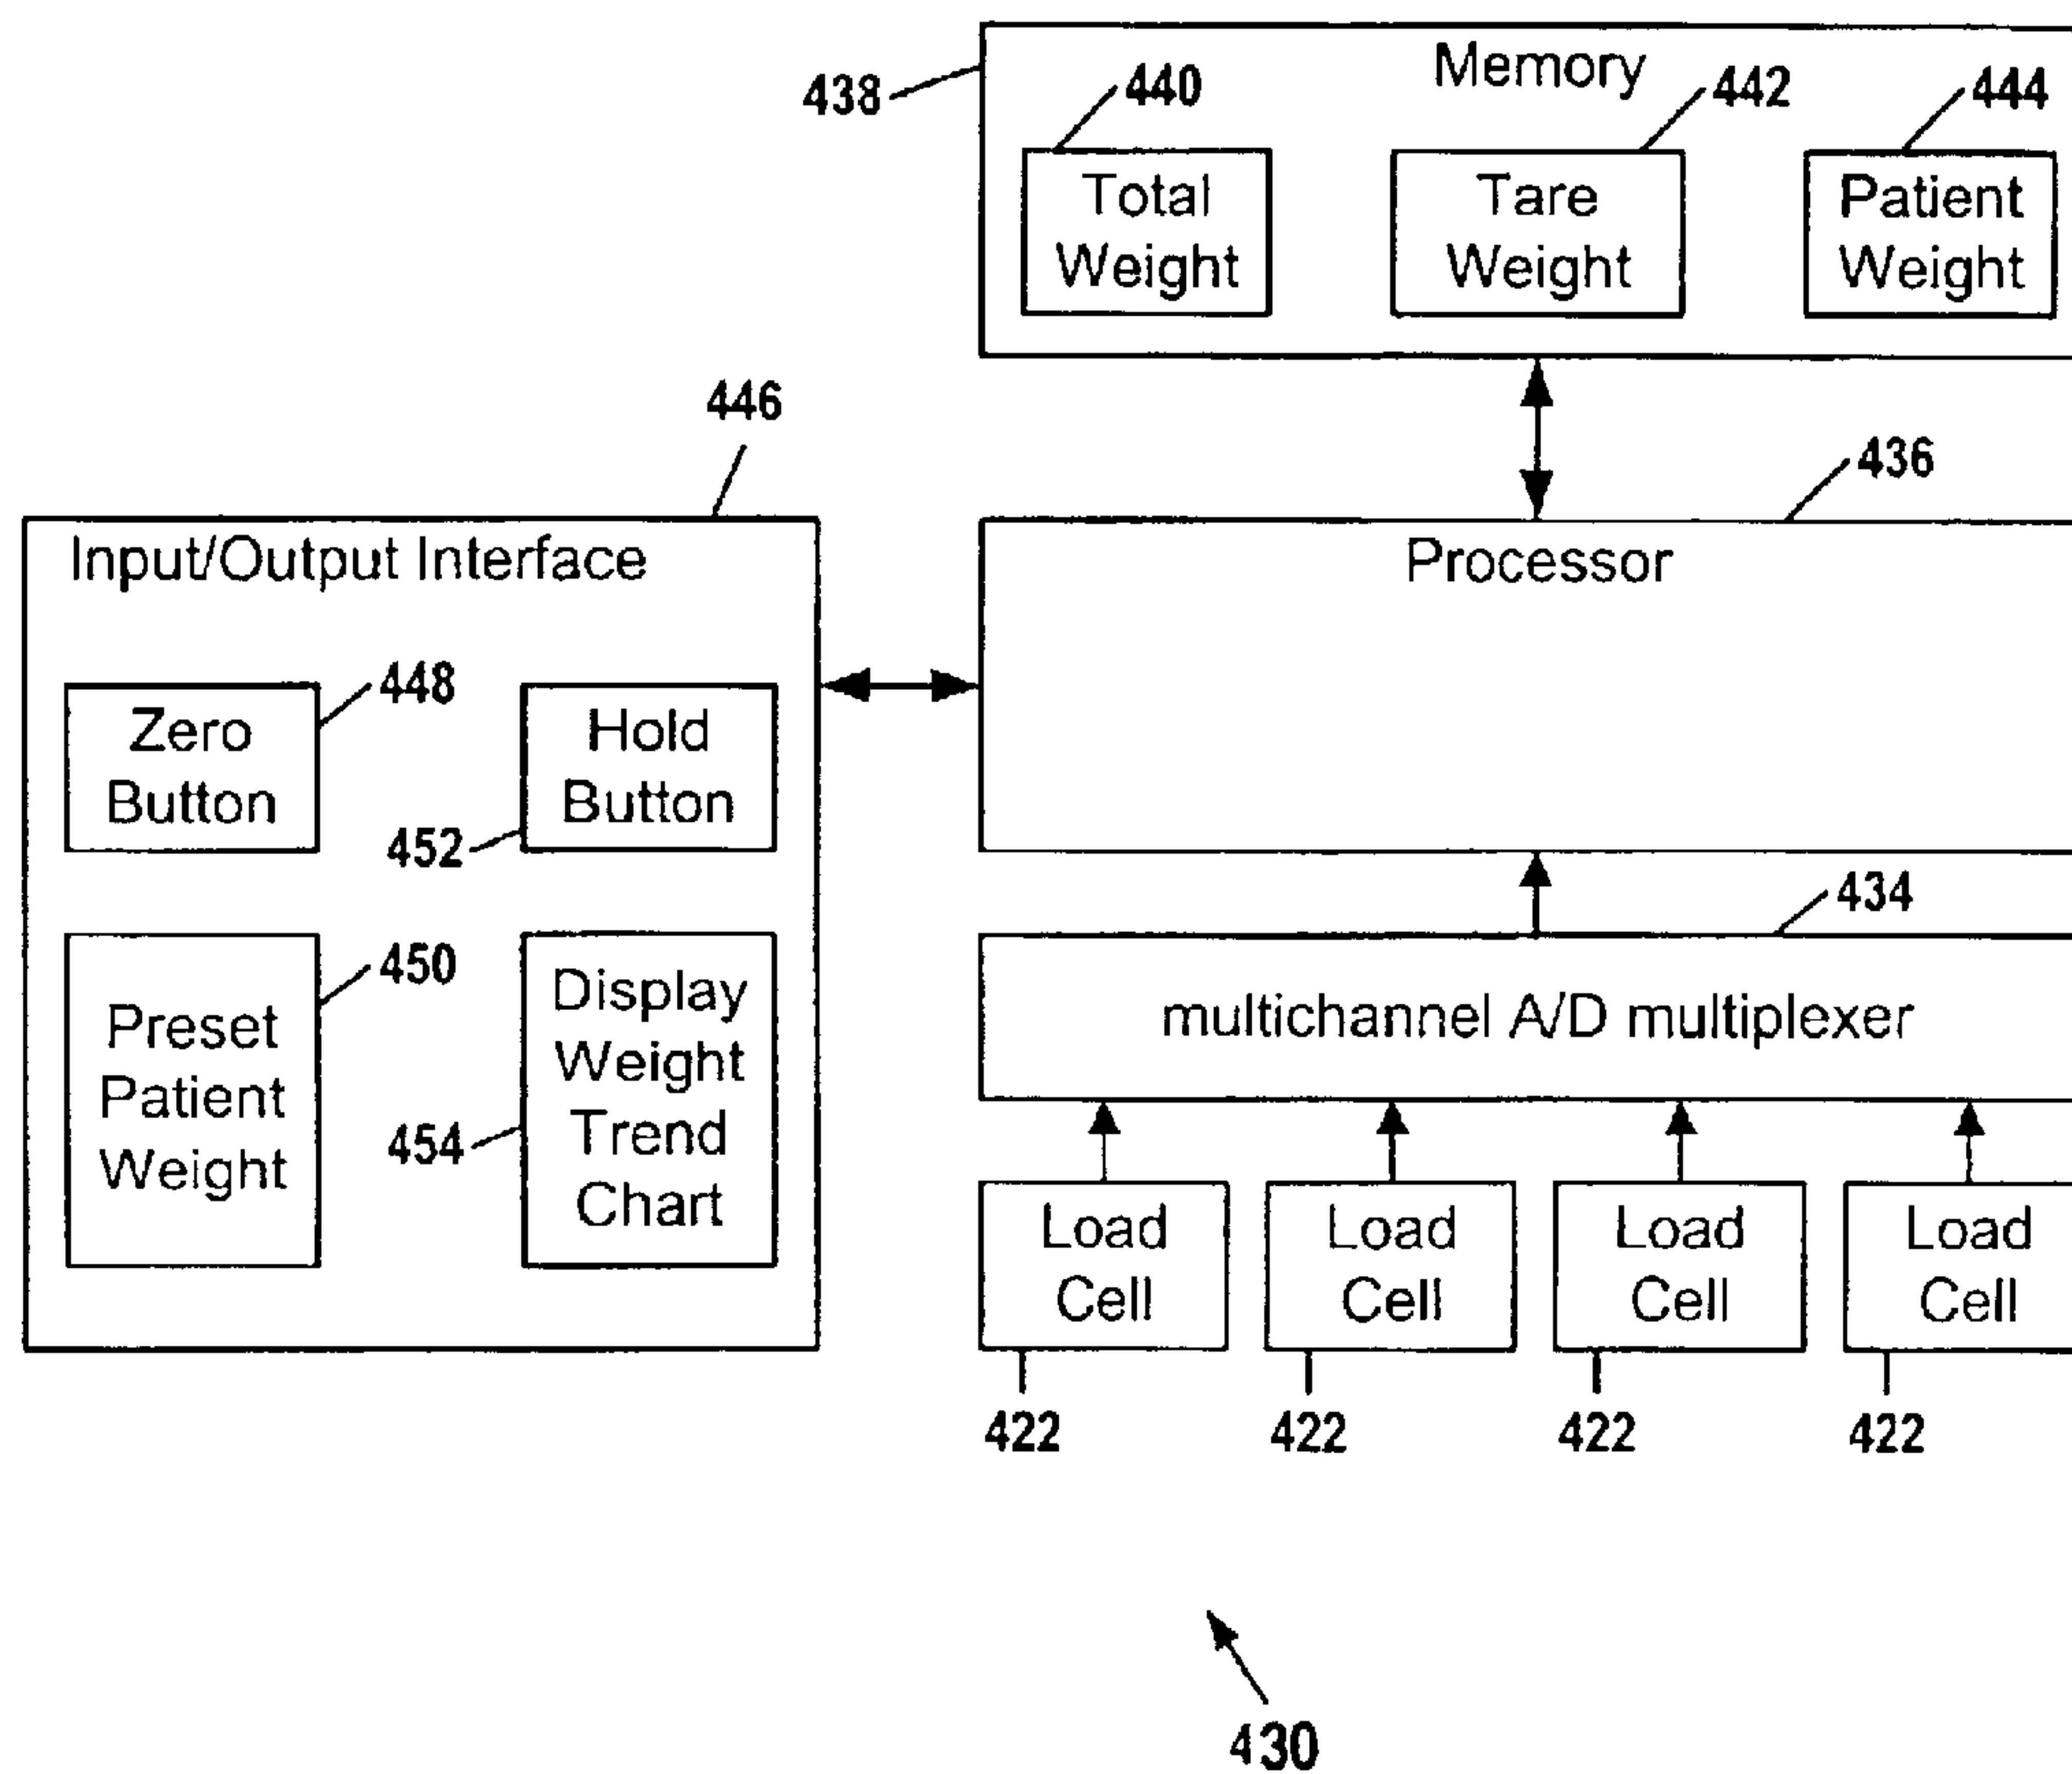 Memory
438
440
442
444
Total
Weight
Tare
Weight
Patient
Weight
446
436
Input/Output Interface
Processor
448
Zero
Button
Hold
Button
452
434
450
Preset
Patient
Weight
Display
Weight
Trend
Chart
454
multichannel A/D multiplexer
Load
Cell
Load
Cell
Load
Cell
Load
Cell
422
422
422
422
430